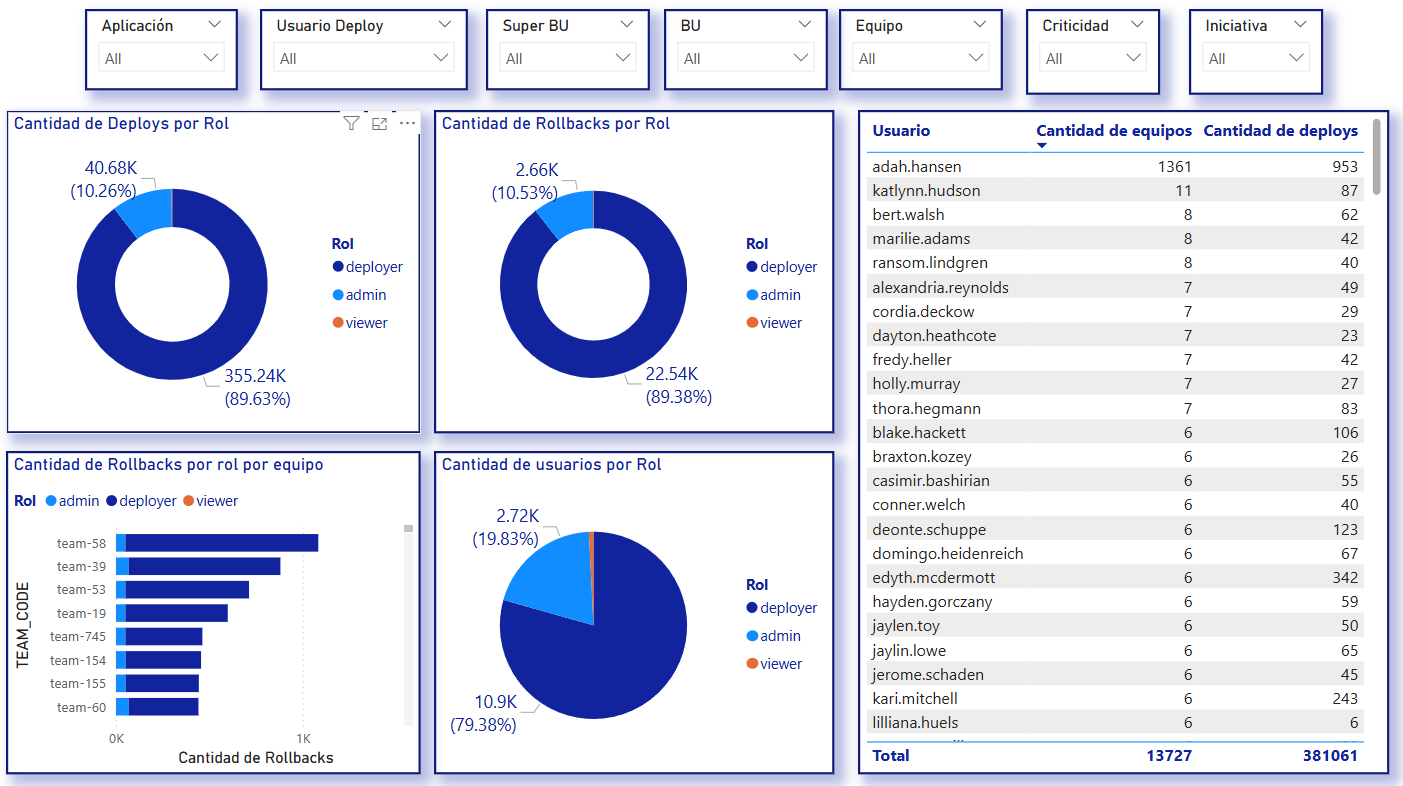 Aplicación
All
Usuario Deploy
All
Super BU
All
BU
All
Equipo
All
Criticidad
All
Iniciativa
All
Cantidad de Deploys por Rol
40.68K
(10.26%)
355.24K
(89.63%)
Rol
deployer
admin
viewer
Cantidad de Rollbacks por Rol
2.66K
(10.53%)
22.54K
(89.38%)
Rol
deployer
admin
viewer
Cantidad de Rollbacks por rol por equipo
Rol admin deployer viewer
TEAM_CODE
team-58
team-39
team-53
team-19
team-745
team-154
team-155
team-60
0K 1K
Cantidad de Rollbacks
Cantidad de usuarios por Rol
2.72K
(19.83%)
10.9K
(79.38%)
Rol
deployer
admin
viewer
Usuario Cantidad de equipos Cantidad de deploys
adah.hansen 1361 953
katlynn.hudson 11 87
bert.walsh 8 62
marilie.adams 8 42
ransom.lindgren 8 40
alexandria.reynolds 7 49
cordia.deckow 7 29
dayton.heathcote 7 23
fredy.heller 7 42
holly.murray 7 27
thora.hegmann 7 83
blake.hackett 6 106
braxton.kozey 6 26
casimir.bashirian 6 55
conner.welch 6 40
deonte.schuppe 6 123
domingo.heidenreich 6 67
edyth.mcdermott 6 342
hayden.gorczany 6 59
jaylen.toy 6 50
jaylin.lowe 6 65
jerome.schaden 6 45
kari.mitchell 6 243
lilliana.huels 6 6
Total 13727 381061